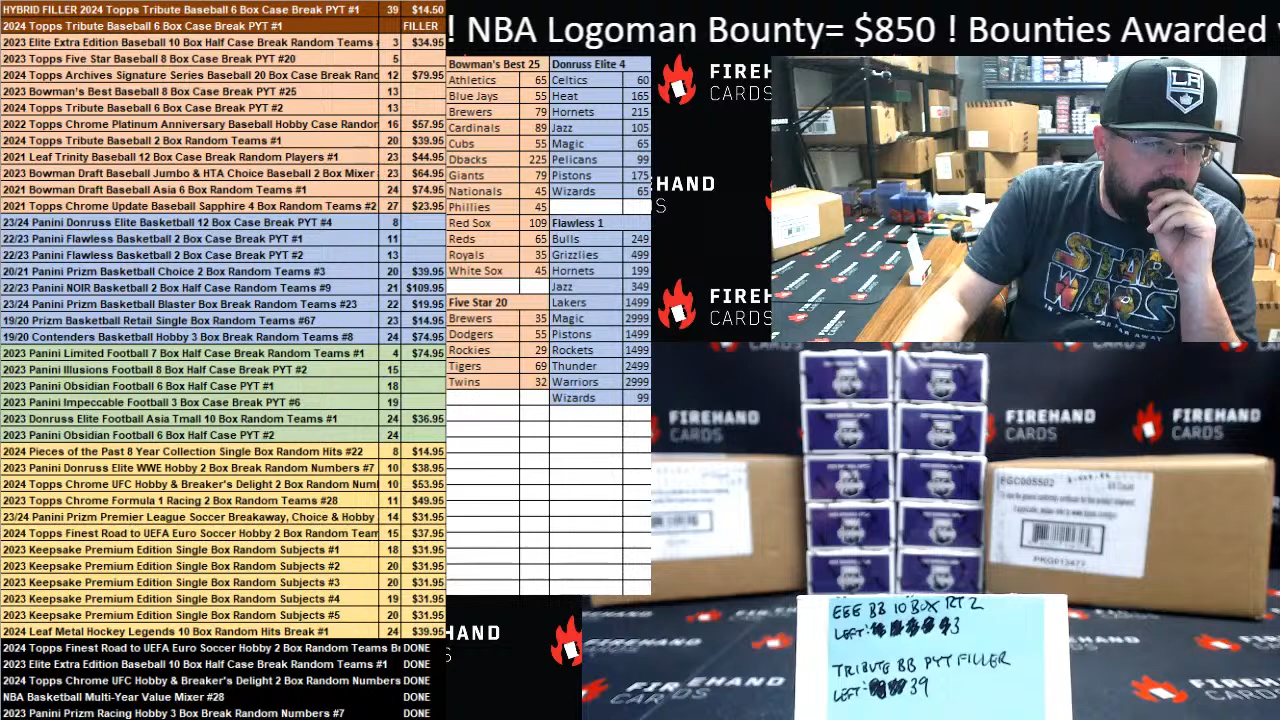 HYBRID FILLER 2024 Topps Tribute Baseball 6 Box Case Break PYT #1 39 $14.50
2024 Topps Tribute Baseball 6 Box Case Break PYT #1 FILLER
2023 Elite Extra Edition Baseball 10 Box Half Case Break Random Teams 3 $34.95
2023 Topps Five Star Baseball 8 Box Case Break PYT #20 5
2024 Topps Archives Signature Series Baseball 20 Box Case Break Ranc 12 $79.95
2023 Bowman's Best Baseball 8 Box Case Break PYT #25 13
2024 Topps Tribute Baseball 6 Box Case Break PYT #2 13
2022 Topps Chrome Platinum Anniversary Baseball Hobby Case Randor 16 $57.95
2024 Topps Tribute Baseball 2 Box Random Teams #1 20 $39.95
2021 Leaf Trinity Baseball 12 Box Case Break Random Players #1 23 $44.95
2023 Bowman Draft Baseball Jumbo & HTA Choice Baseball 2 Box Mixer 23 $64.95
2021 Bowman Draft Baseball Asia 6 Box Random Teams #1 24 $74.95
2021 Topps Chrome Update Baseball Sapphire 4 Box Random Teams #2 27 $23.95
23/24 Panini Donruss Elite Basketball 12 Box Case Break PYT #4 8
22/23 Panini Flawless Basketball 2 Box Case Break PYT #1 11
22/23 Panini Flawless Basketball 2 Box Case Break PYT #2 13
20/21 Panini Prizm Basketball Choice 2 Box Random Teams #3 20 $39.95
22/23 Panini NOIR Basketball 2 Box Half Case Random Teams #9 21 $109.95
23/24 Panini Prizm Basketball Blaster Box Break Random Teams #23 22 $19.95
19/20 Prizm Basketball Retail Single Box Random Teams #67 23 $14.95
19/20 Contenders Basketball Hobby 3 Box Break Random Teams #8 24 $74.95
2023 Panini Limited Football 7 Box Half Case Break Random Teams #1 4 $74.95
2023 Panini Illusions Football 8 Box Half Case Break PYT #2 15
2023 Panini Obsidian Football 6 Box Half Case PYT #1 18
2023 Panini Impeccable Football 3 Box Case Break PYT #6 19
2023 Donruss Elite Football Asia Tmall 10 Box Random Teams #1 24 $36.95
2023 Panini Obsidian Football 6 Box Half Case PYT #2 24
2024 Pieces of the Past 8 Year Collection Single Box Random Hits #22 8 $14.95
2023 Panini Donruss Elite WWE Hobby 2 Box Break Random Numbers #7 10 $38.95
2024 Topps Chrome UFC Hobby & Breaker's Delight 2 Box Random Numl 10 $53.95
2023 Topps Chrome Formula 1 Racing 2 Box Random Teams #28 11 $49.95
23/24 Panini Prizm Premier League Soccer Breakaway, Choice & Hobby 14 $31.95
2024 Topps Finest Road to UEFA Euro Soccer Hobby 2 Box Random Team 15 $37.95
2023 Keepsake Premium Edition Single Box Random Subjects #1 18 $31.95
2023 Keepsake Premium Edition Single Box Random Subjects #2 20 $31.95
2023 Keepsake Premium Edition Single Box Random Subjects #3 20 $31.95
2023 Keepsake Premium Edition Single Box Random Subjects #4 19 $31.95
2023 Keepsake Premium Edition Single Box Random Subjects #5 20 $31.95
2024 Leaf Metal Hockey Legends 10 Box Random Hits Break #1 24 $39.95
2024 Topps Finest Road to UEFA Euro Soccer Hobby 2 Box Random Teams Br DONE
2023 Elite Extra Edition Baseball 10 Box Half Case Break Random Teams #1 DONE
2024 Topps Chrome UFC Hobby & Breaker's Delight 2 Box Random Numbers DONE
NBA Basketball Multi-Year Value Mixer #28 DONE
2023 Panini Prizm Racing Hobby 3 Box Break Random Numbers #7 DONE
! NBA Logoman Bounty= $850 ! Bounties Awarded
Bowman's Best 25
Athletics 65
Blue Jays 55
Brewers 79
Cardinals 89
Cubs 55
Dbacks 225
Giants 79
Nationals 45
Phillies 45
Red Sox 109
Reds 65
Royals 35
White Sox 45
Five Star 20
Brewers 35
Dodgers 55
Rockies 29
Tigers 69
Twins 32
Donruss Elite 4
Celtics 60
Heat 165
Hornets 215
Jazz 105
Magic 65
Pelicans 99
Pistons 175
Wizards 65
Flawless 1
Bulls 249
Grizzlies 499
Hornets 199
Jazz 349
Lakers 1499
Magic 2999
Pistons 1499
Rockets 1499
Thunder 2499
Warriors 2999
Wizards 99
FIREH
CARDS
HAND
S
FIREH
CARDS
HAND
LA
STAR
WARS
FIREHAND
CARDS
FIREHAND
CARDS
PGC005502
PRG013477
EEE BB 10 BOX RT 2
LEFT: 3
TRIBUTE BB PYT FILLER
LEFT: 39